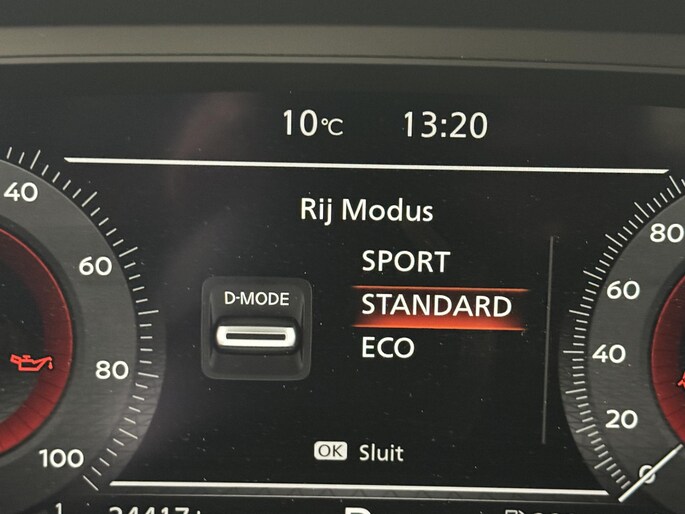 10°C 13:20
Rij Modus
40
60
80
100
D-MODE
SPORT
STANDARD
ECO
80
60
40
20
0
OK Sluit